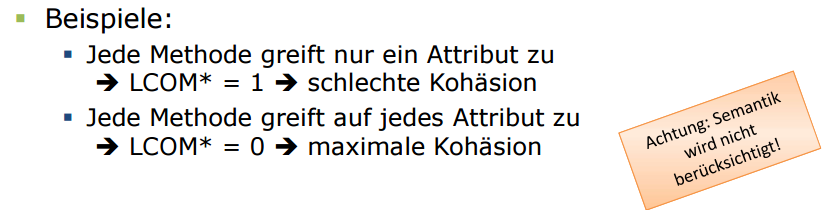 Beispiele:
Jede Methode greift nur ein Attribut zu
➔ LCOM* = 1 ➔ schlechte Kohäsion
Jede Methode greift auf jedes Attribut zu
➔ LCOM* = 0 ➔ maximale Kohäsion
Achtung: Semantik
wird nicht
berücksichtigt!